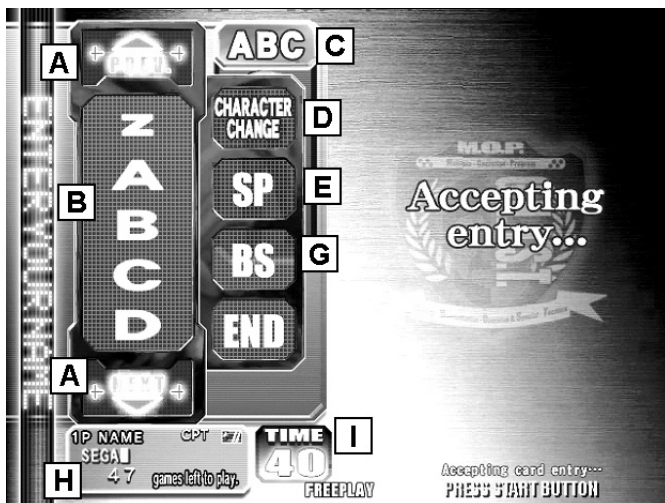 ENTER YOUR NAME
A
PREV.
B
Z
A
B
C
D
A
NEXT
ABC
C
CHARACTER
CHANGE
D
SP
E
BS
G
END
M.O.P.
Accepting
entry...
1P NAME CPT
SEGA
47 games left to play.
H
TIME
40
I
FREEPLAY
Accepting card entry...
PRESS START BUTTON